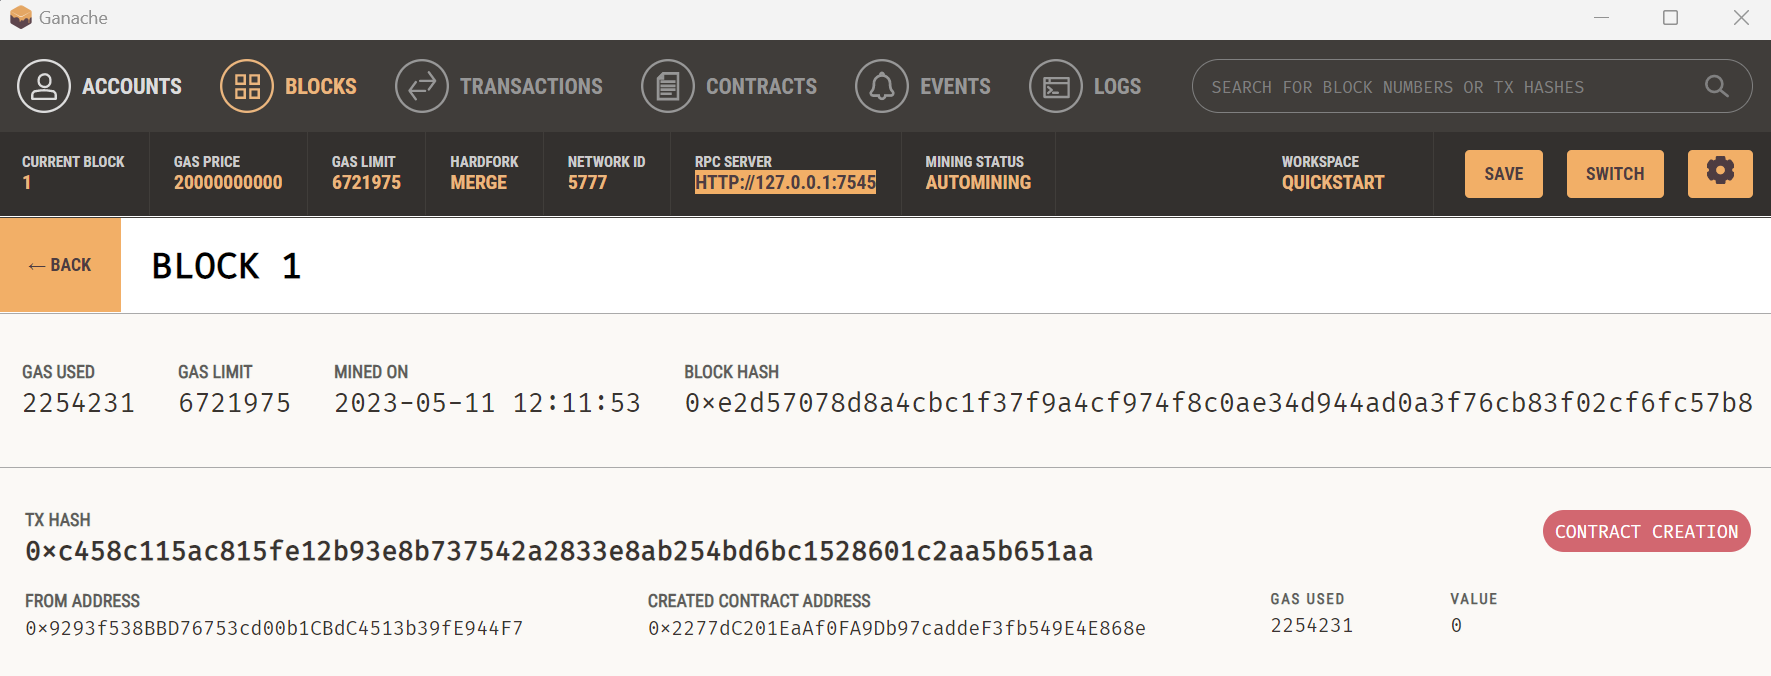 Ganache
ACCOUNTS BLOCKS TRANSACTIONS CONTRACTS EVENTS LOGS SEARCH FOR BLOCK NUMBERS OR TX HASHES
CURRENT BLOCK GAS PRICE GAS LIMIT HARDFORK NETWORK ID RPC SERVER MINING STATUS WORKSPACE
1 20000000000 6721975 MERGE 5777 HTTP://127.0.0.1:7545 AUTOMINING QUICKSTART SAVE SWITCH
← BACK BLOCK 1
GAS USED GAS LIMIT MINED ON BLOCK HASH
2254231 6721975 2023-05-11 12:11:53 0×e2d57078d8a4cbc1f37f9a4cf974f8c0ae34d944ad0a3f76cb83f02cf6fc57b8
TX HASH
0×c458c115ac815fe12b93e8b737542a2833e8ab254bd6bc1528601c2aa5b651aa CONTRACT CREATION
FROM ADDRESS CREATED CONTRACT ADDRESS GAS USED VALUE
0×9293f538BBD76753cd00b1CBdC4513b39fE944F7 0×2277dC201EaAf0FA9Db97caddeF3fb549E4E868e 2254231 0